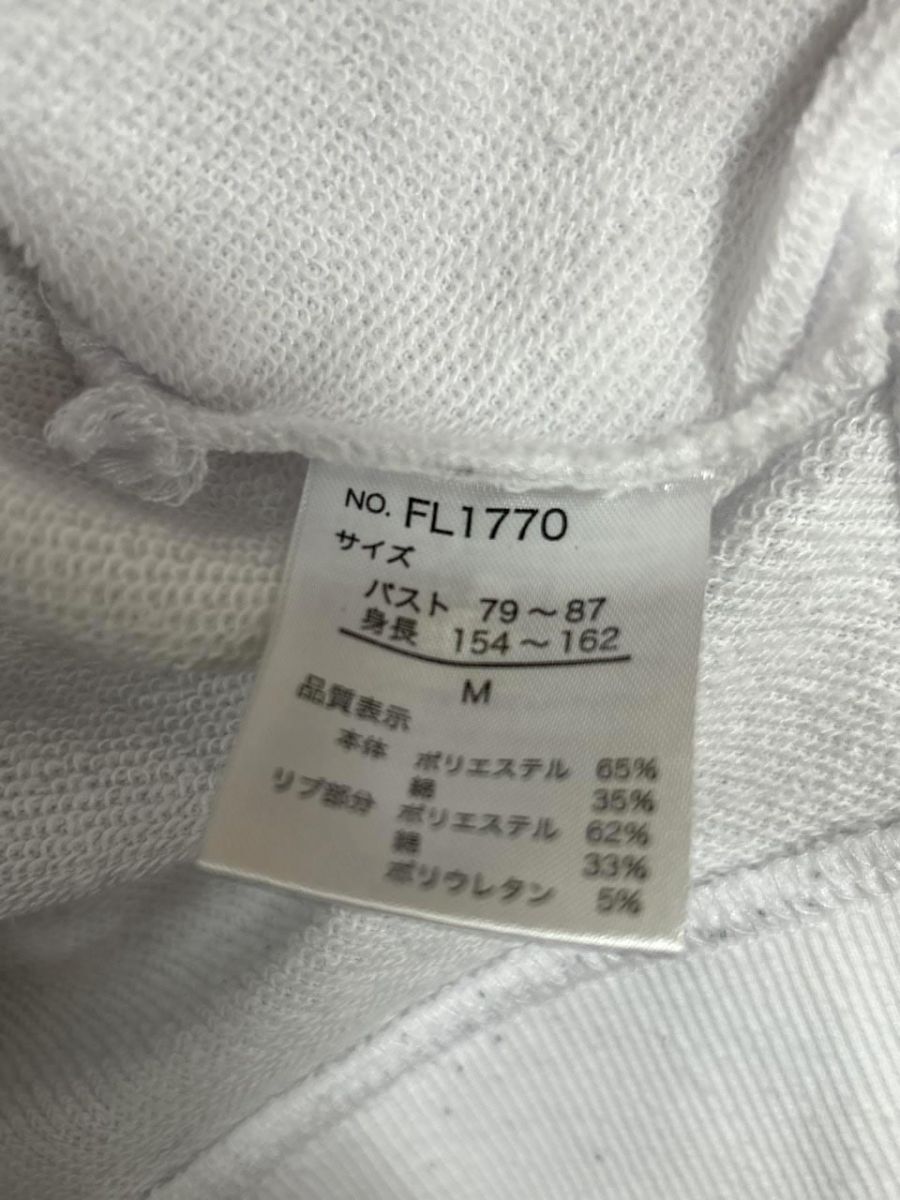 NO. FL1770
サイズ
バスト 79～87
身長 154～162
M
品質表示
本体 ポリエステル 65%
綿 35%
リブ部分 ポリエステル 62%
綿 33%
ポリウレタン 5%